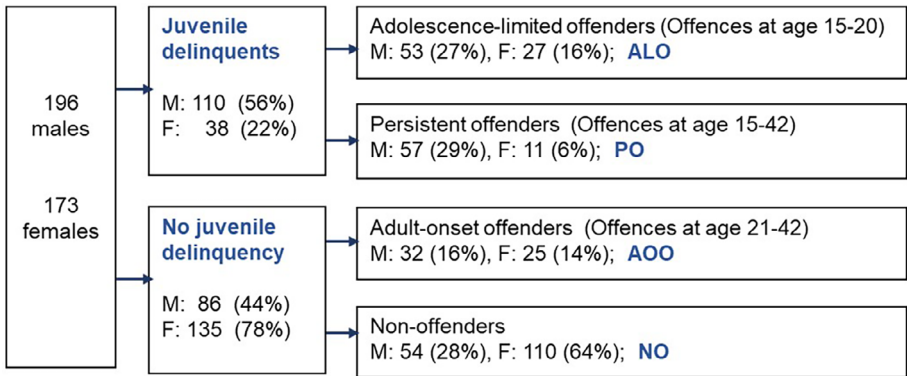 196
males
173
females
Juvenile
delinquents
M: 110 (56%)
F: 38 (22%)
No juvenile
delinquency
M: 86 (44%)
F: 135 (78%)
Adolescence-limited offenders (Offences at age 15-20)
M: 53 (27%), F: 27 (16%); ALO
Persistent offenders (Offences at age 15-42)
M: 57 (29%), F: 11 (6%); PO
Adult-onset offenders (Offences at age 21-42)
M: 32 (16%), F: 25 (14%); AOO
Non-offenders
M: 54 (28%), F: 110 (64%); NO